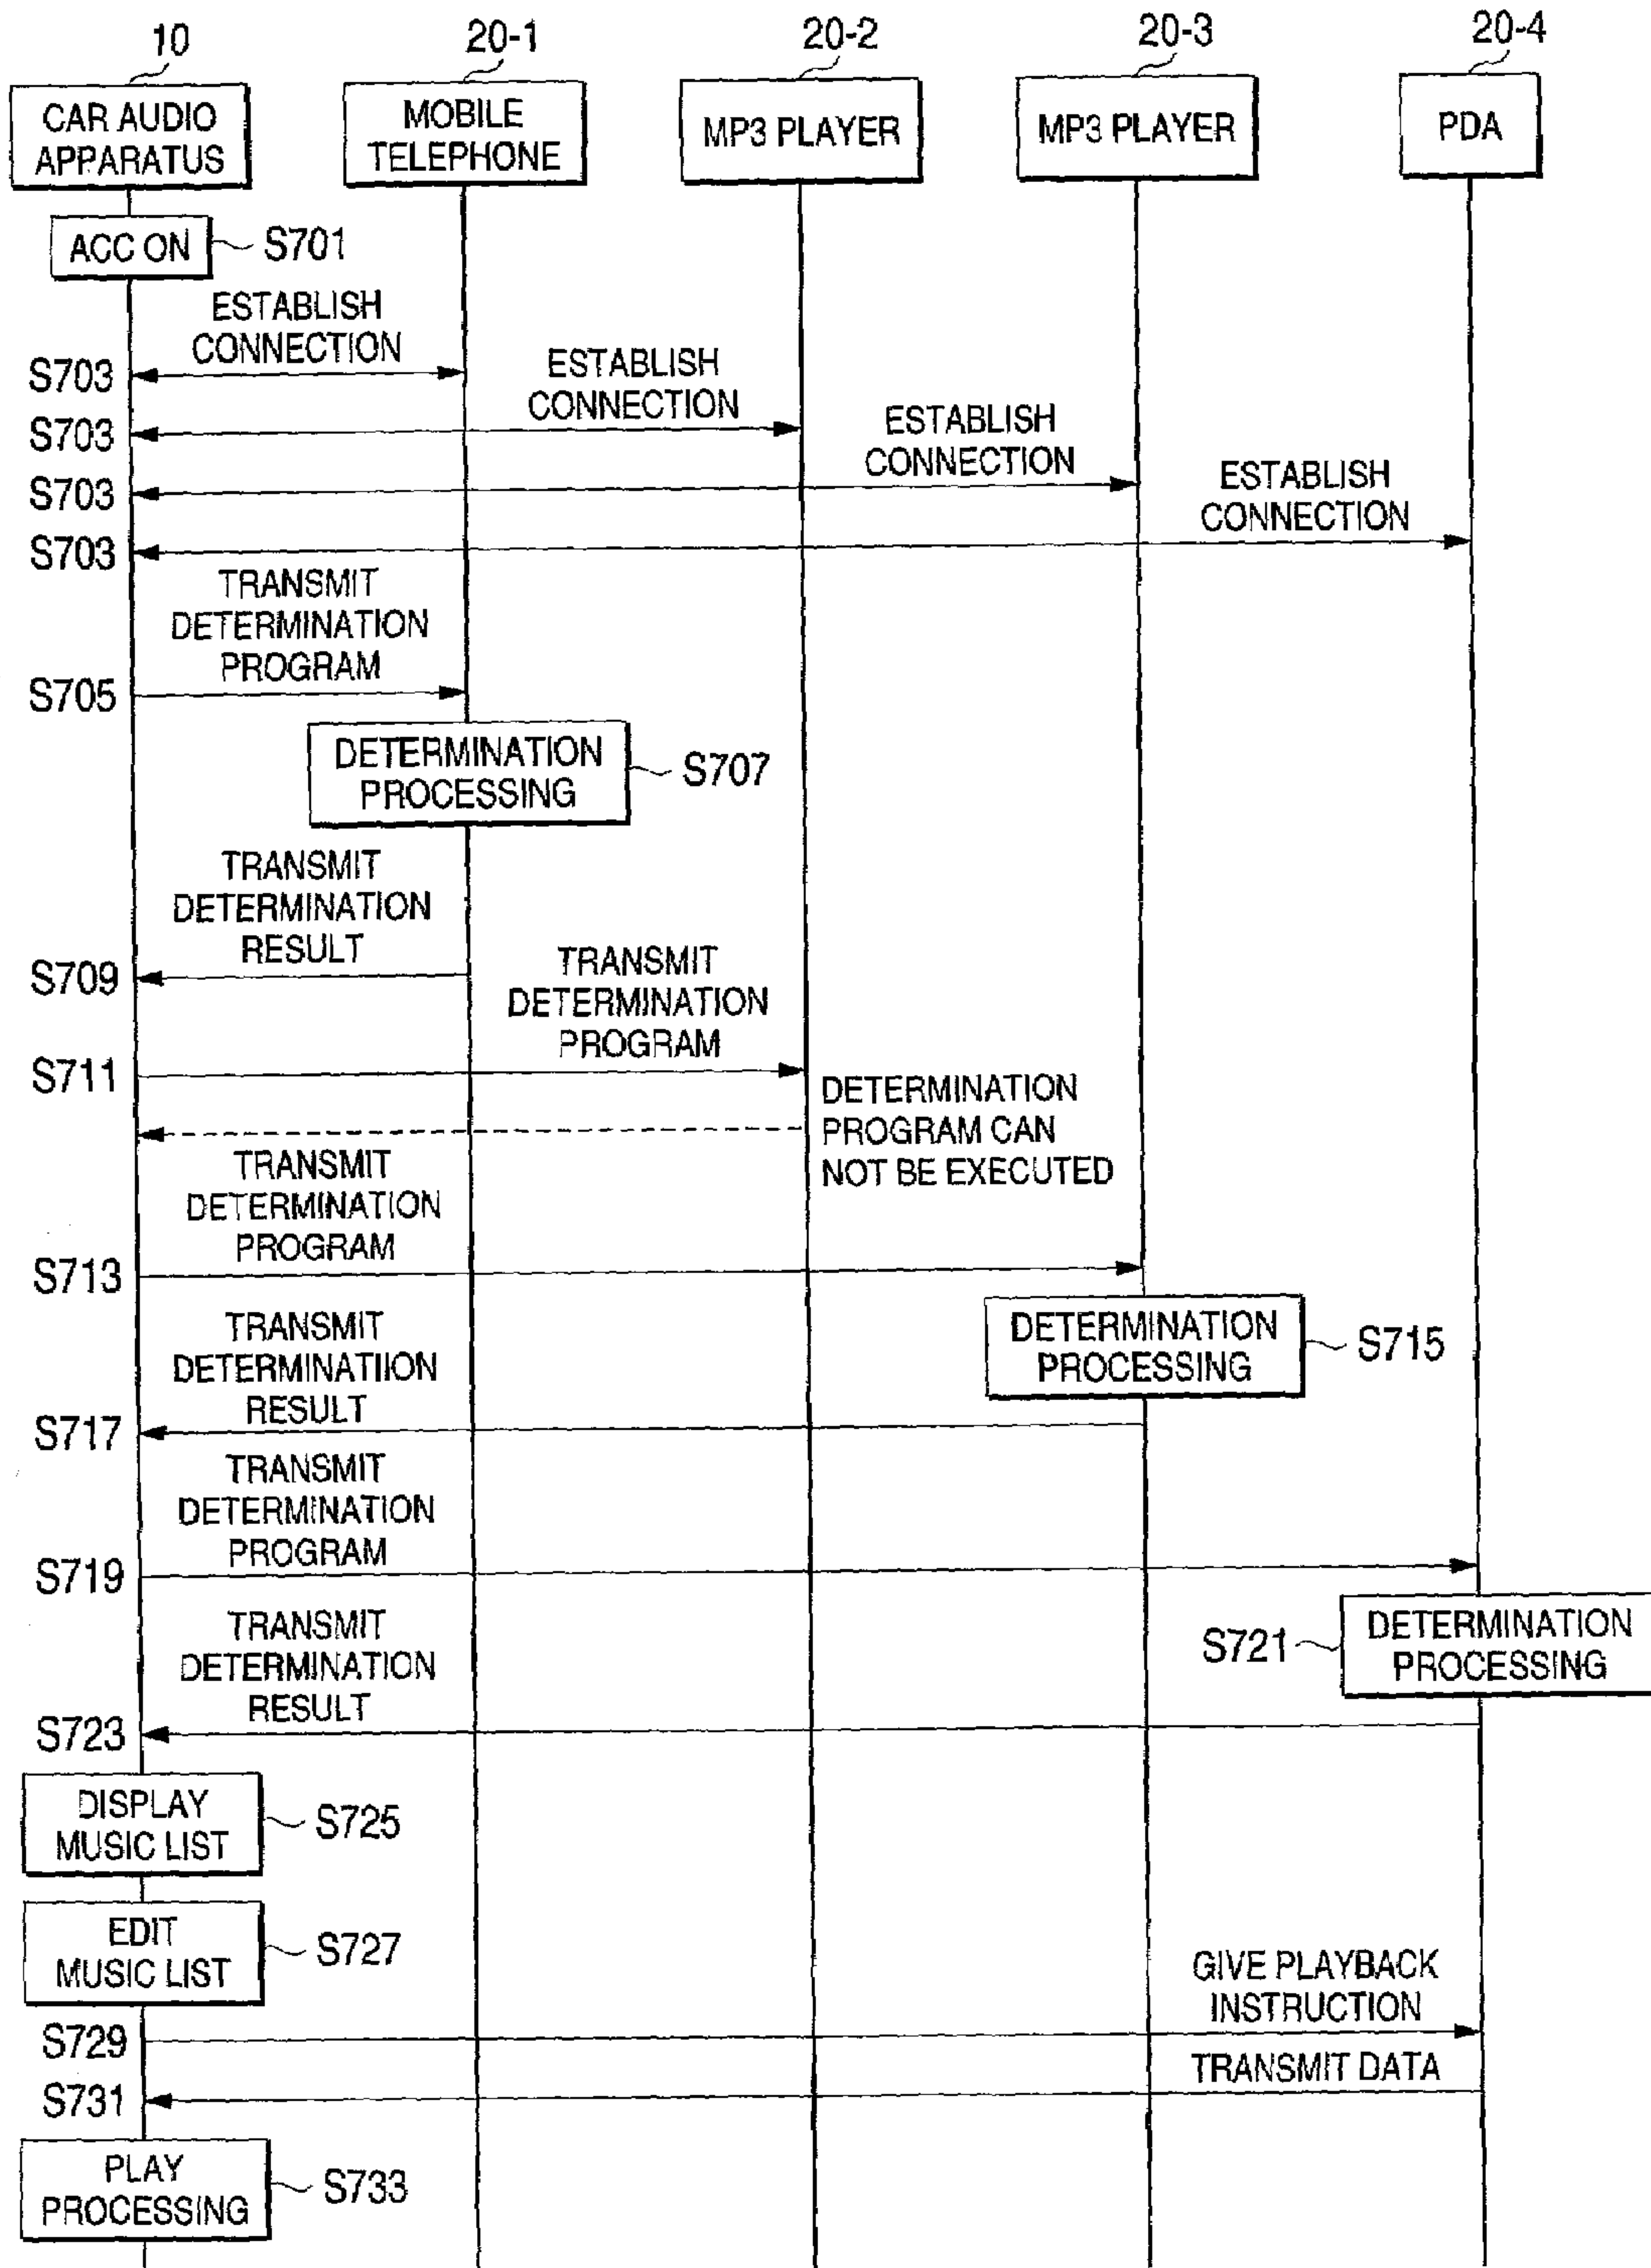 10
20-1
20-2
20-3
20-4
CAR AUDIO
APPARATUS
MOBILE
TELEPHONE
MP3 PLAYER
MP3 PLAYER
PDA
ACC ON
S701
ESTABLISH
CONNECTION
S703
ESTABLISH
CONNECTION
S703
ESTABLISH
CONNECTION
S703
ESTABLISH
CONNECTION
S703
TRANSMIT
DETERMINATION
PROGRAM
S705
DETERMINATION
PROCESSING
S707
TRANSMIT
DETERMINATION
RESULT
S709
TRANSMIT
DETERMINATION
PROGRAM
S711
DETERMINATION
PROGRAM CAN
NOT BE EXECUTED
TRANSMIT
DETERMINATION
PROGRAM
S713
DETERMINATION
PROCESSING
S715
TRANSMIT
DETERMINATION
RESULT
S717
TRANSMIT
DETERMINATION
PROGRAM
S719
DETERMINATION
PROCESSING
S721
TRANSMIT
DETERMINATION
RESULT
S723
DISPLAY
MUSIC LIST
S725
EDIT
MUSIC LIST
S727
GIVE PLAYBACK
INSTRUCTION
S729
TRANSMIT DATA
S731
PLAY
PROCESSING
S733